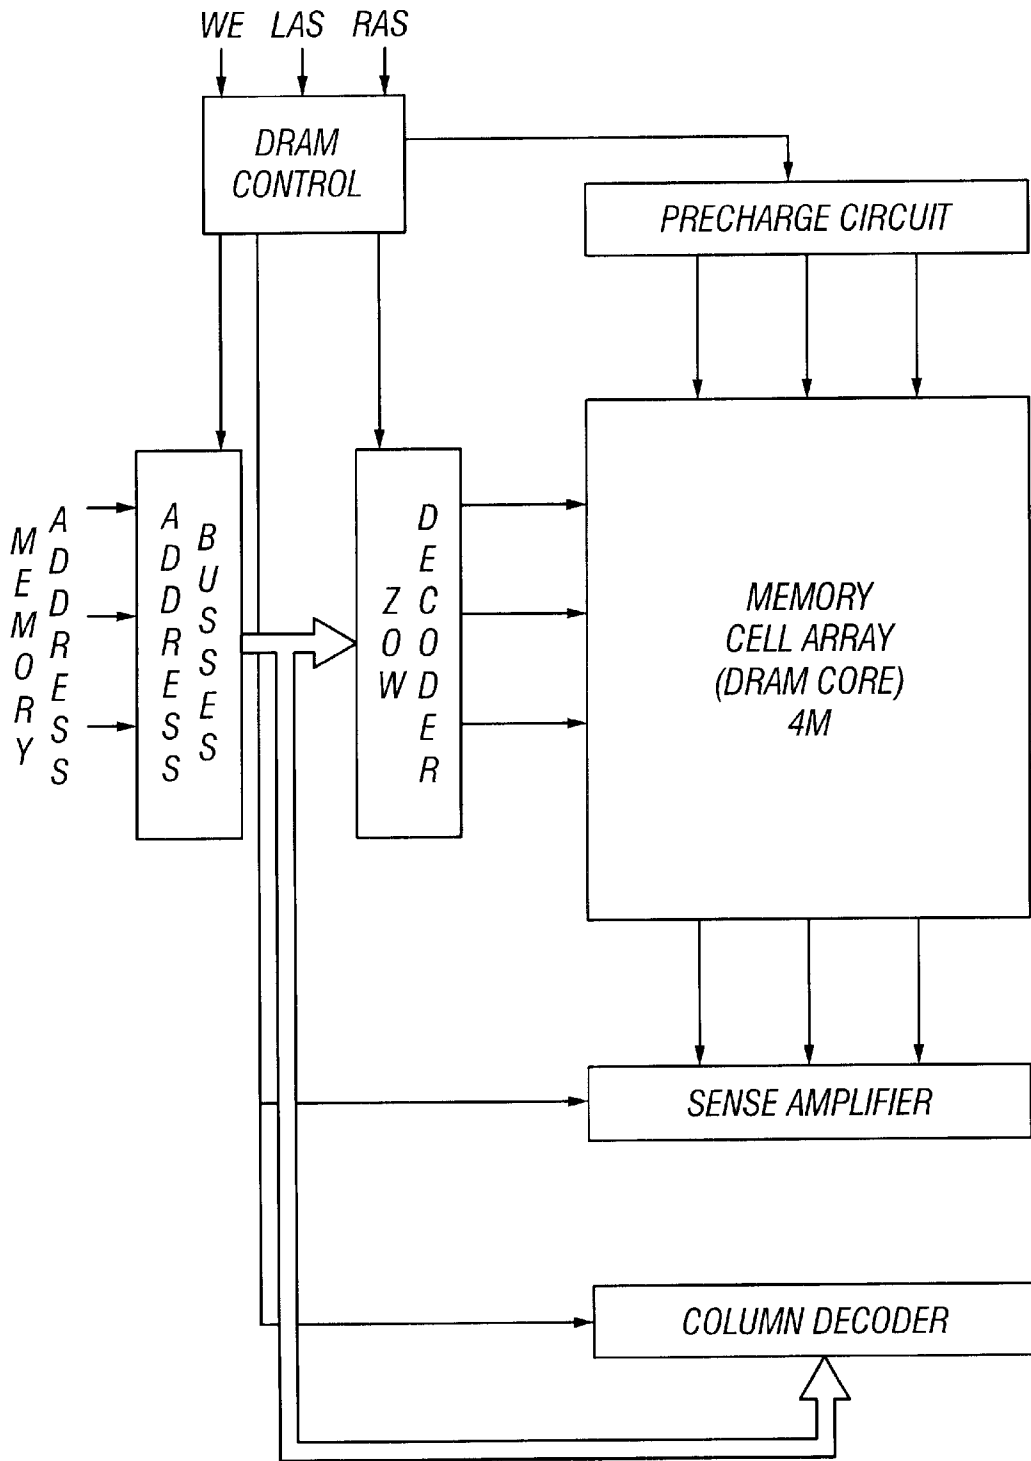 WE LAS RAS
DRAM
CONTROL
PRECHARGE CIRCUIT
MEMORY
ADDRESS
ADDRESS
BUSSES
ZOW
DECODER
MEMORY
CELL ARRAY
(DRAM CORE)
4M
SENSE AMPLIFIER
COLUMN DECODER